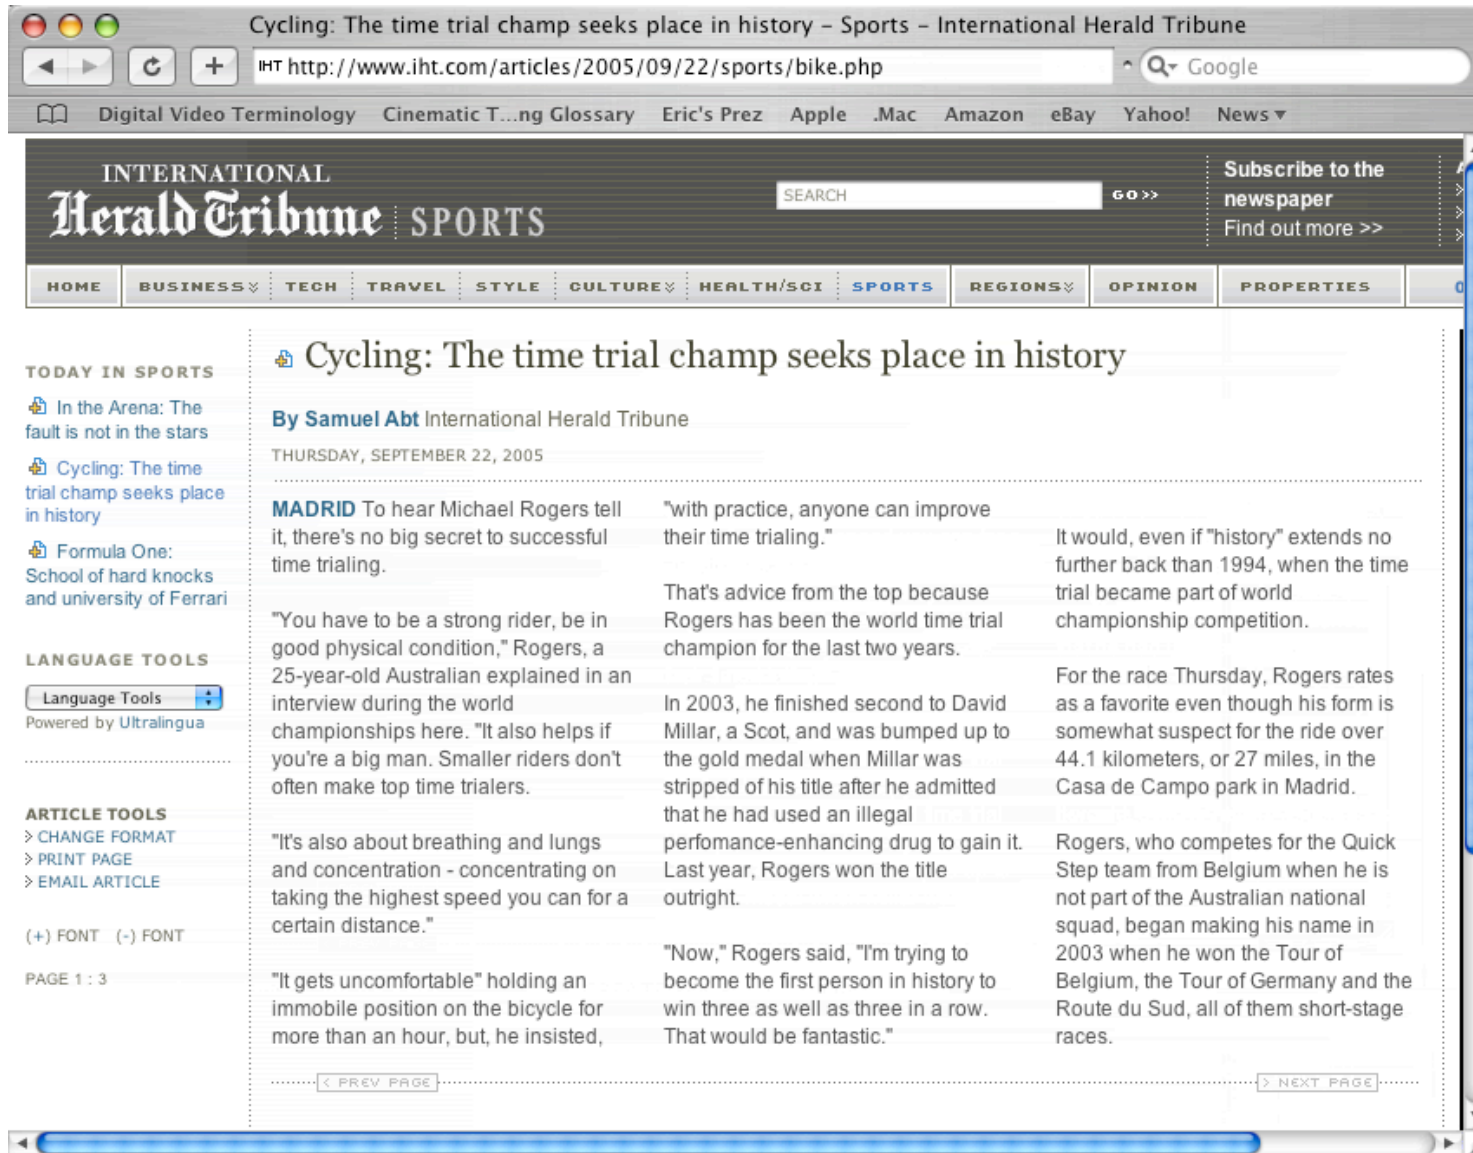 Cycling: The time trial champ seeks place in history – Sports – International Herald Tribune
IHT http://www.iht.com/articles/2005/09/22/sports/bike.php
Google
Digital Video Terminology Cinematic T...ng Glossary Eric's Prez Apple .Mac Amazon eBay Yahoo! News
INTERNATIONAL
Herald Tribune SPORTS
SEARCH
GO>>
Subscribe to the
newspaper
Find out more >>
HOME BUSINESS TECH TRAVEL STYLE CULTURE HEALTH/SCI SPORTS REGIONS OPINION PROPERTIES
TODAY IN SPORTS
In the Arena: The
fault is not in the stars
Cycling: The time
trial champ seeks place
in history
Formula One:
School of hard knocks
and university of Ferrari
LANGUAGE TOOLS
Language Tools
Powered by Ultralingua
ARTICLE TOOLS
> CHANGE FORMAT
> PRINT PAGE
> EMAIL ARTICLE
(+) FONT (-) FONT
PAGE 1 : 3
Cycling: The time trial champ seeks place in history
By Samuel Abt International Herald Tribune
THURSDAY, SEPTEMBER 22, 2005
MADRID To hear Michael Rogers tell
it, there's no big secret to successful
time trialing.
"You have to be a strong rider, be in
good physical condition," Rogers, a
25-year-old Australian explained in an
interview during the world
championships here. "It also helps if
you're a big man. Smaller riders don't
often make top time trialers.
"It's also about breathing and lungs
and concentration - concentrating on
taking the highest speed you can for a
certain distance."
"It gets uncomfortable" holding an
immobile position on the bicycle for
more than an hour, but, he insisted,
"with practice, anyone can improve
their time trialing."
That's advice from the top because
Rogers has been the world time trial
champion for the last two years.
In 2003, he finished second to David
Millar, a Scot, and was bumped up to
the gold medal when Millar was
stripped of his title after he admitted
that he had used an illegal
perfomance-enhancing drug to gain it.
Last year, Rogers won the title
outright.
"Now," Rogers said, "I'm trying to
become the first person in history to
win three as well as three in a row.
That would be fantastic."
It would, even if "history" extends no
further back than 1994, when the time
trial became part of world
championship competition.
For the race Thursday, Rogers rates
as a favorite even though his form is
somewhat suspect for the ride over
44.1 kilometers, or 27 miles, in the
Casa de Campo park in Madrid.
Rogers, who competes for the Quick
Step team from Belgium when he is
not part of the Australian national
squad, began making his name in
2003 when he won the Tour of
Belgium, the Tour of Germany and the
Route du Sud, all of them short-stage
races.
< PREV PAGE
> NEXT PAGE